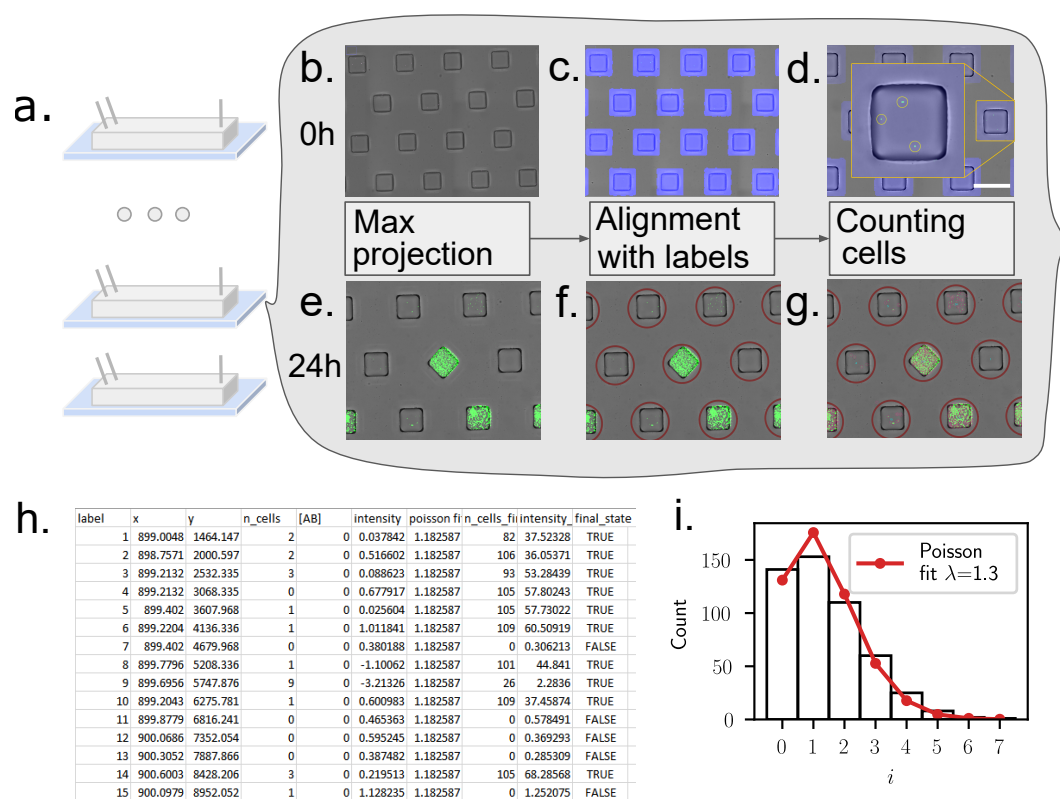 a.
b.
c.
d.
0h
Max
projection
Alignment
with labels
Counting
cells
e.
f.
g.
24h
h.
label x y n_cells [AB] intensity poisson fi n_cells_fi intensity_ final_state
1 899.0048 1464.147 2 0 0.037842 1.182587 82 37.52328 TRUE
2 898.7571 2000.597 2 0 0.516602 1.182587 106 36.05371 TRUE
3 899.2132 2532.335 3 0 0.088623 1.182587 93 53.28439 TRUE
4 899.2132 3068.335 0 0 0.677917 1.182587 105 57.80243 TRUE
5 899.402 3607.968 1 0 0.025604 1.182587 105 57.73022 TRUE
6 899.2204 4136.336 1 0 1.011841 1.182587 109 60.50919 TRUE
7 899.402 4679.968 0 0 0.380188 1.182587 0 0.306213 FALSE
8 899.7796 5208.336 1 0 -1.10062 1.182587 101 44.841 TRUE
9 899.6956 5747.876 9 0 -3.21326 1.182587 26 2.2836 TRUE
10 899.2043 6275.781 1 0 0.600983 1.182587 109 37.45874 TRUE
11 899.8779 6816.241 0 0 0.465363 1.182587 0 0.578491 FALSE
12 900.0686 7352.054 0 0 0.595245 1.182587 0 0.369293 FALSE
13 900.3052 7887.866 0 0 0.387482 1.182587 0 0.285309 FALSE
14 900.6003 8428.206 3 0 0.219513 1.182587 105 68.28568 TRUE
15 900.0979 8952.052 1 0 1.128235 1.182587 0 1.252075 FALSE
i.
Poisson
fit λ=1.3
Count
150
100
50
0
0 1 2 3 4 5 6 7
i